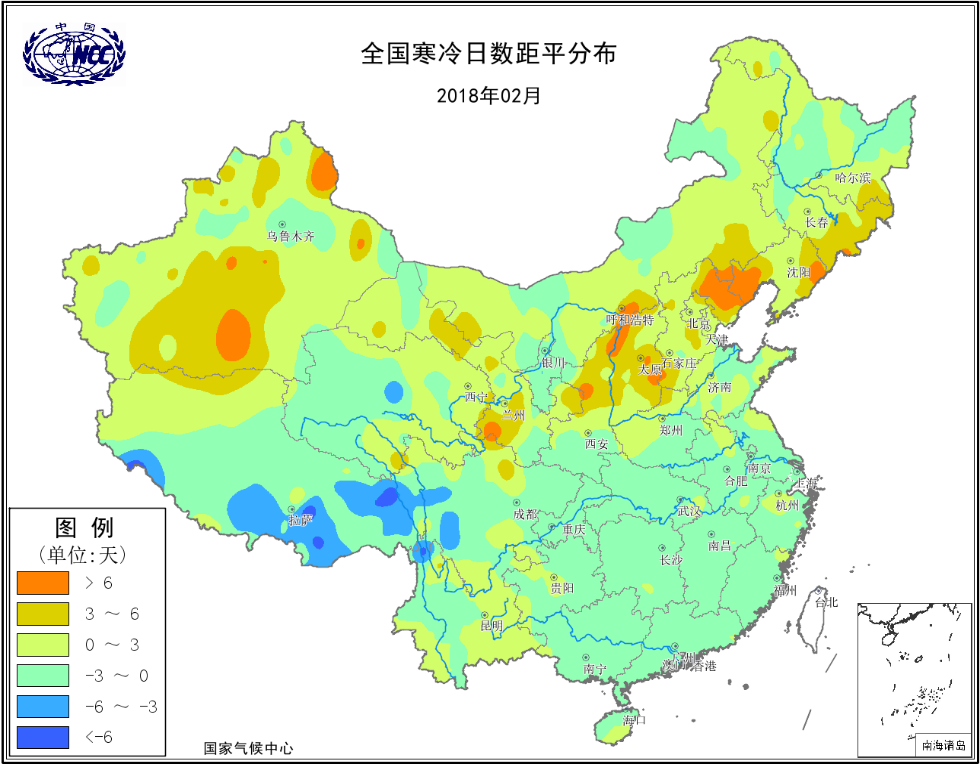 中 国
NCC
全国寒冷日数距平分布
2018年02月
哈尔滨
长春
乌鲁木齐
沈阳
呼和浩特
北京
天津
银川
太原
石家庄
西宁
济南
兰州
郑州
西安
南京
合肥
上海
拉萨
成都
武汉
杭州
重庆
南昌
长沙
贵阳
福州
台北
昆明
广州
南宁
澳门
香港
海口
图 例
(单位:天)
> 6
3 ~ 6
0 ~ 3
-3 ~ 0
-6 ~ -3
<-6
南海诸岛
国家气候中心